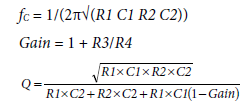 fC = 1/(2π√(R1 C1 R2 C2))
Gain = 1 + R3/R4
Q = √(R1×C1×R2×C2) / (R1×C2+R2×C2+R1×C1(1−Gain))